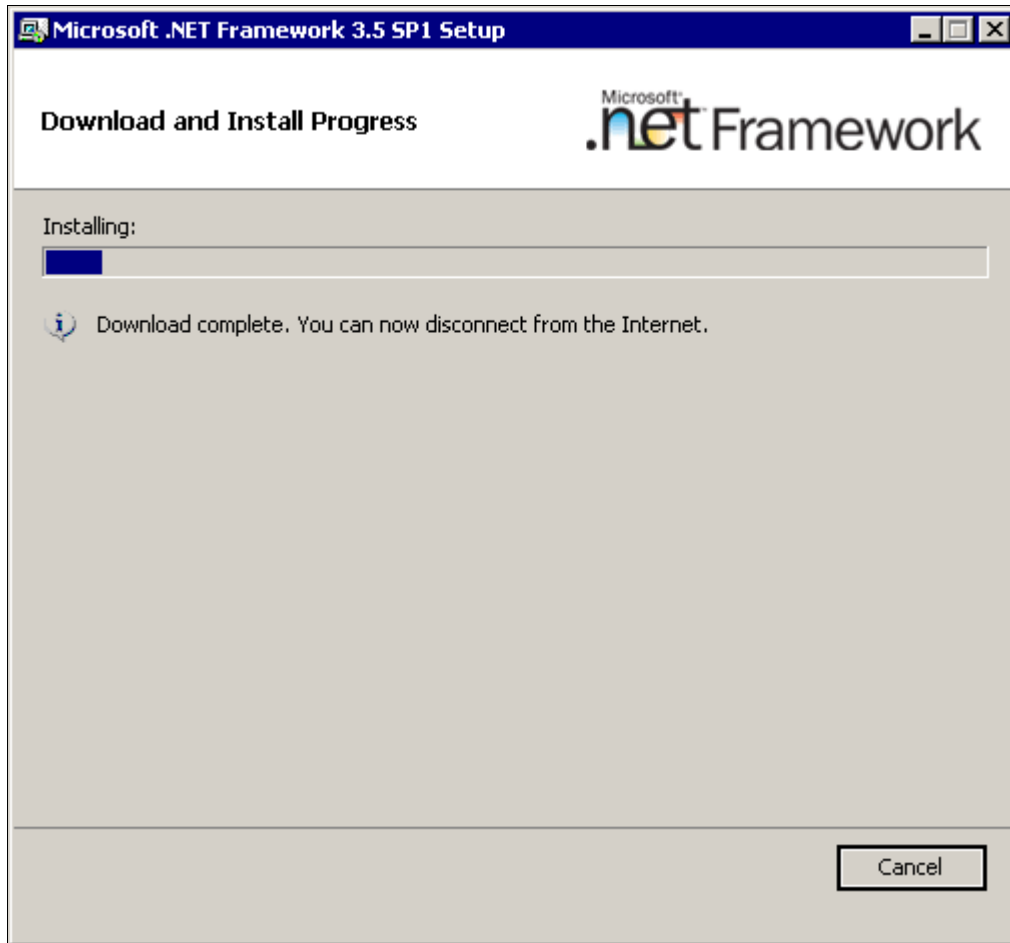 Microsoft .NET Framework 3.5 SP1 Setup
Download and Install Progress
Microsoft
.net Framework
Installing:
Download complete. You can now disconnect from the Internet.
Cancel